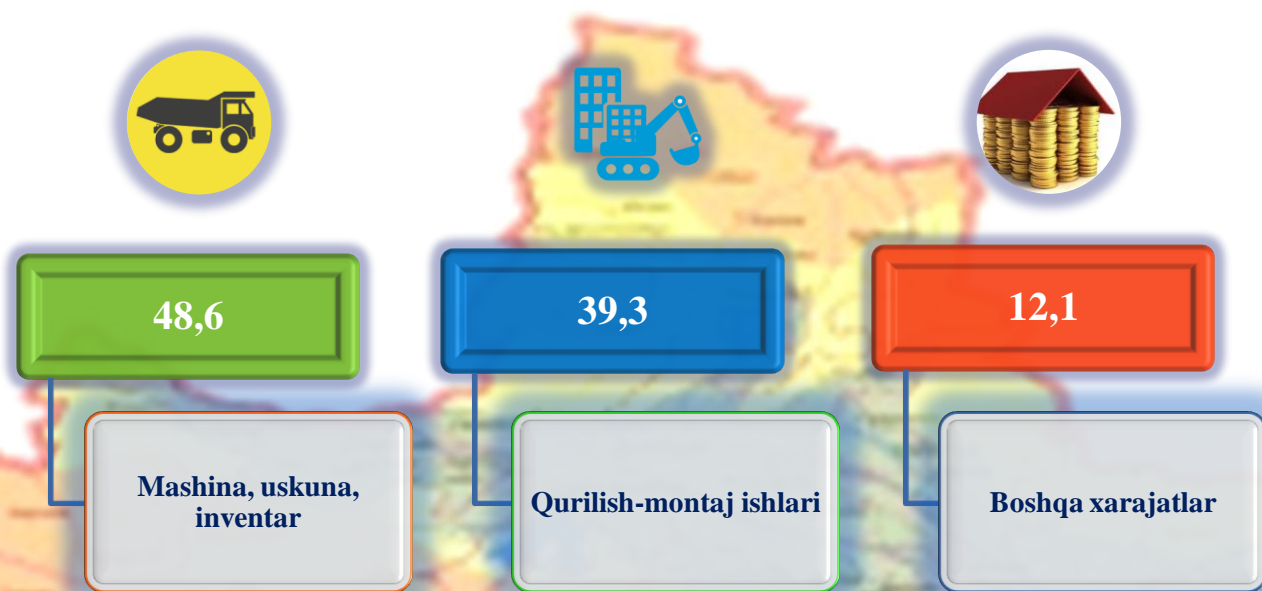 48,6
39,3
12,1
Mashina, uskuna,
inventar
Qurilish-montaj ishlari
Boshqa xarajatlar